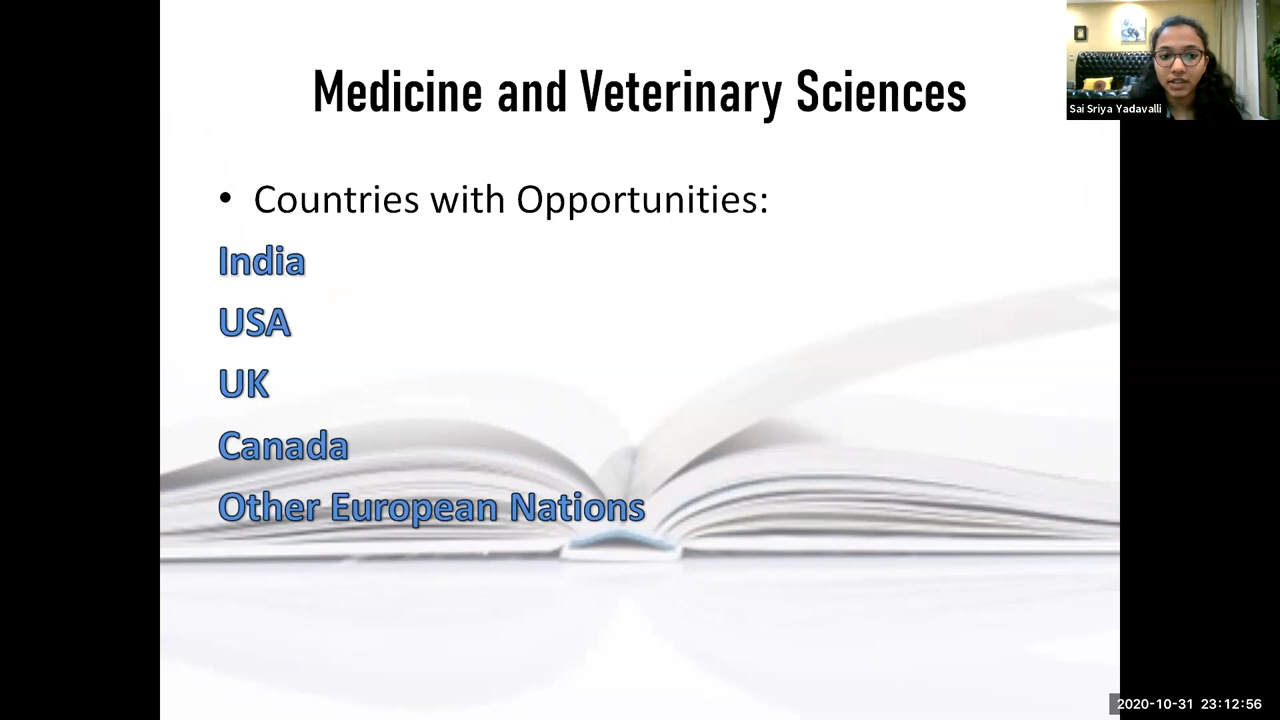 Medicine and Veterinary Sciences
Sai Sriya Yadavalli
• Countries with Opportunities:
India
USA
UK
Canada
Other European Nations
2020-10-31 23:12:56